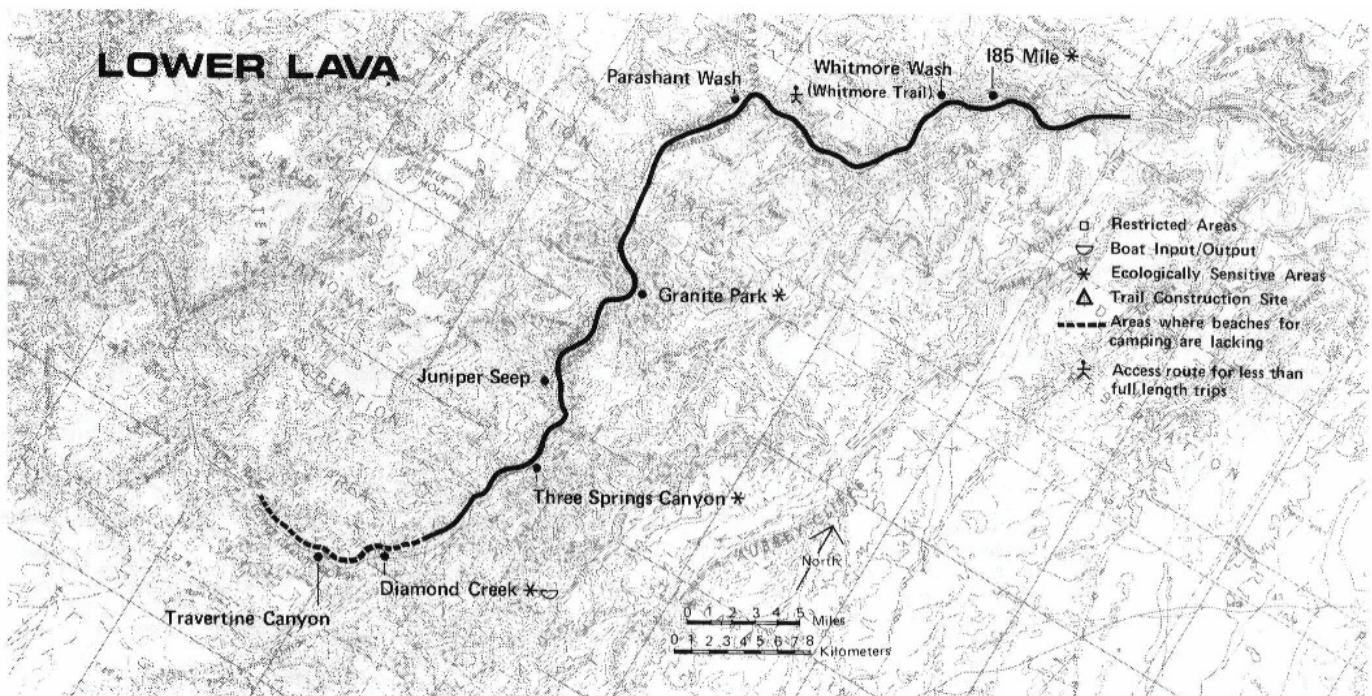 LOWER LAVA
Parashant Wash
Whitmore Wash
(Whitmore Trail)
185 Mile *
Restricted Areas
Boat Input/Output
* Ecologically Sensitive Areas
Trail Construction Site
Areas where beaches for
camping are lacking
Access route for less than
full length trips
Granite Park *
Juniper Seep
Three Springs Canyon *
Diamond Creek *
Travertine Canyon
North
0 1 2 3 4 5
Miles
0 1 2 3 4 5 6 7 8
Kilometers